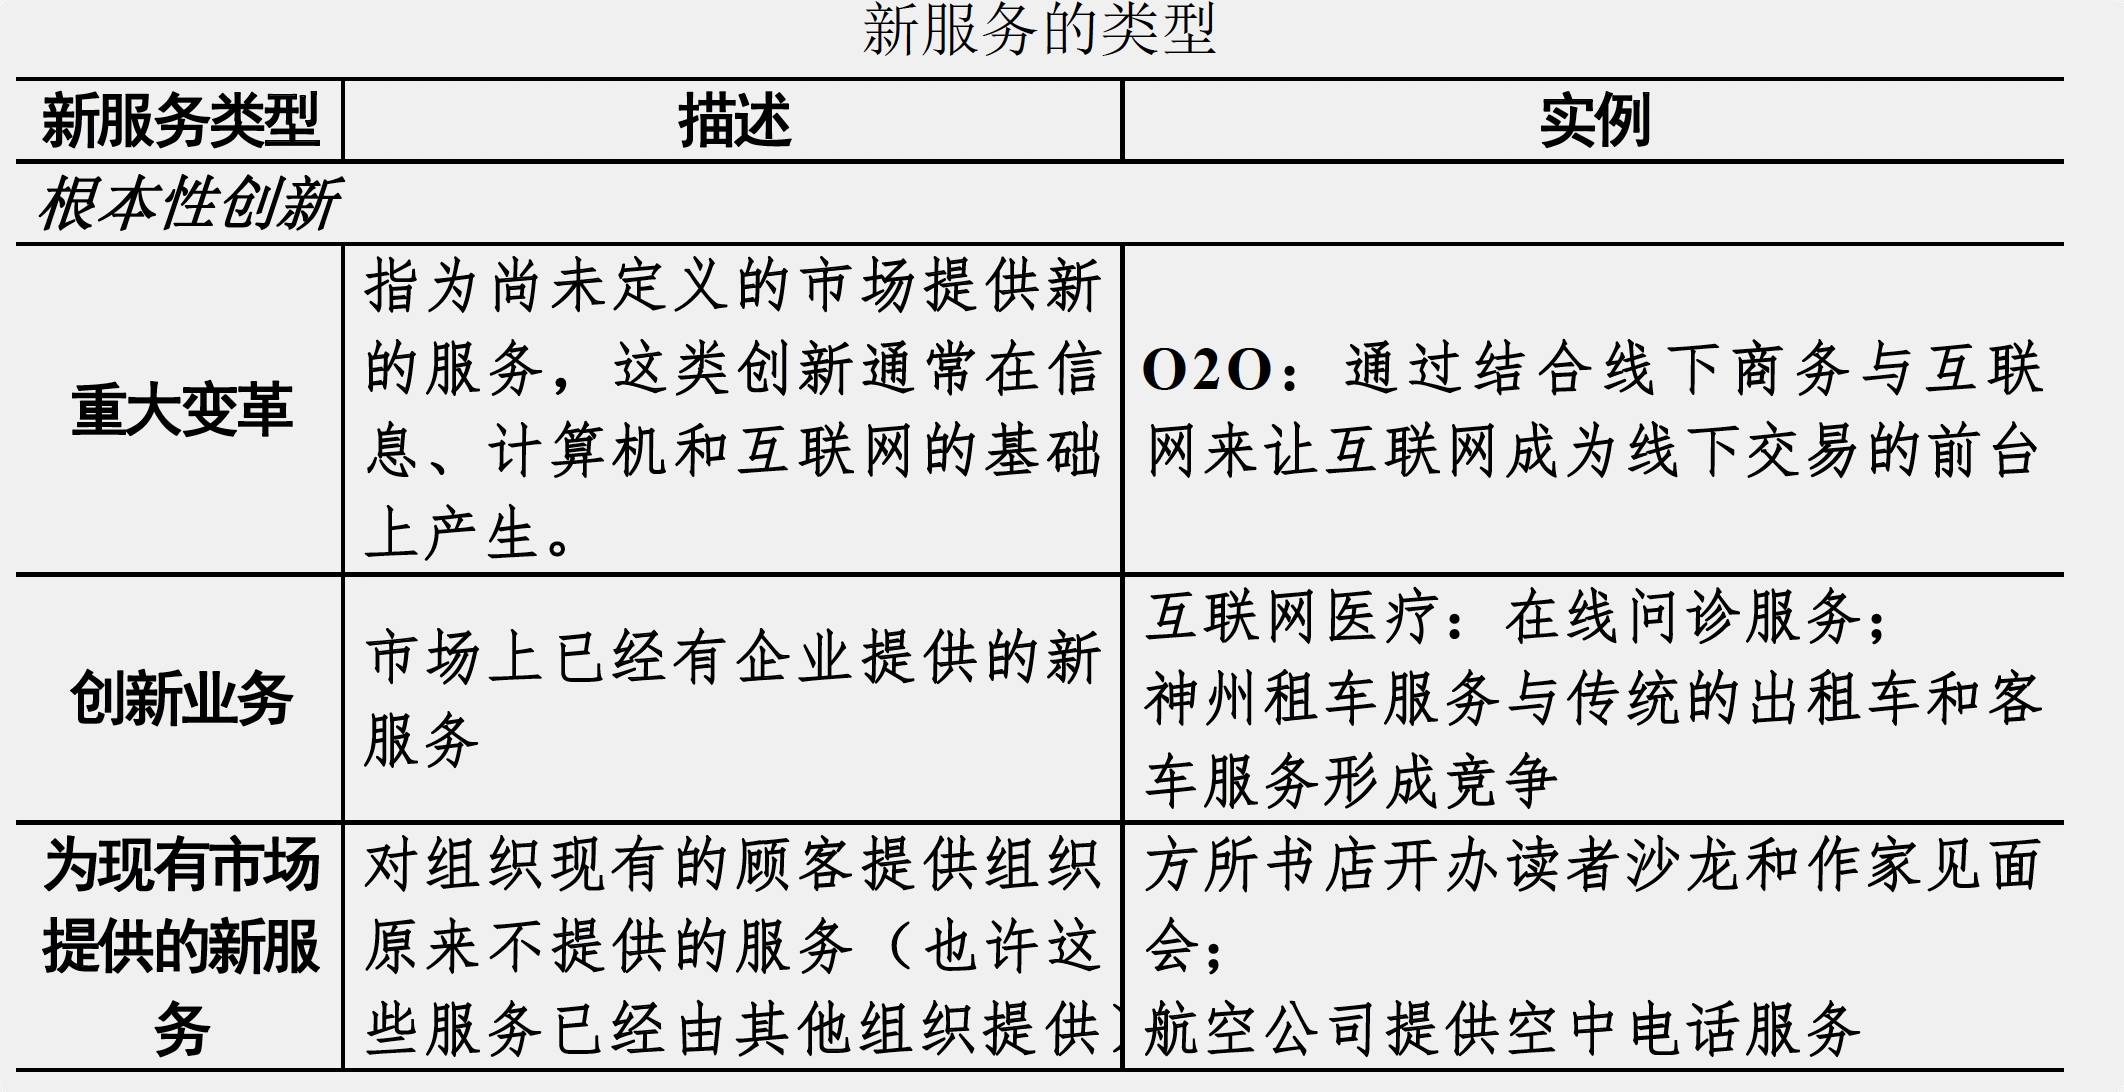 新服务的类型
新服务类型
描述
实例
根本性创新
重大变革
指为尚未定义的市场提供新
的服务，这类创新通常在信
息、计算机和互联网的基础
上产生。
O2O：通过结合线下商务与互联
网来让互联网成为线下交易的前台
创新业务
市场上已经有企业提供的新
服务
互联网医疗：在线问诊服务；
神州租车服务与传统的出租车和客
车服务形成竞争
为现有市场
提供的新服
务
对组织现有的顾客提供组织
原来不提供的服务（也许这
些服务已经由其他组织提供）
方所书店开办读者沙龙和作家见面
会；
航空公司提供空中电话服务